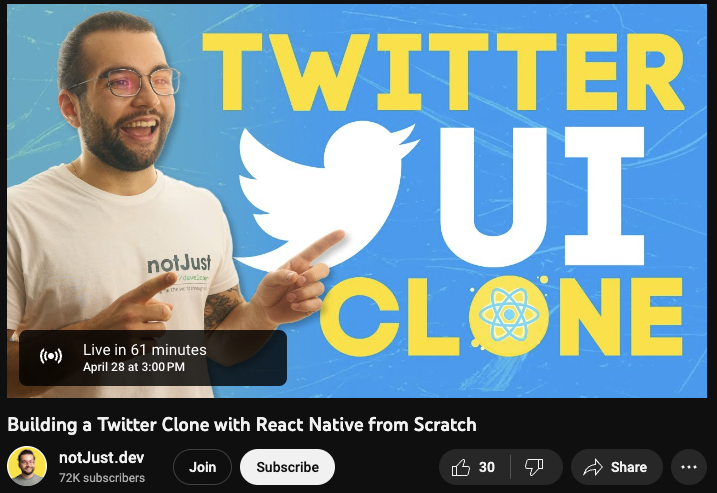 TWITTER
UI
CLONE
notJust
Live in 61 minutes
April 28 at 3:00 PM
Building a Twitter Clone with React Native from Scratch
notJust.dev
72K subscribers
Join
Subscribe
30
Share